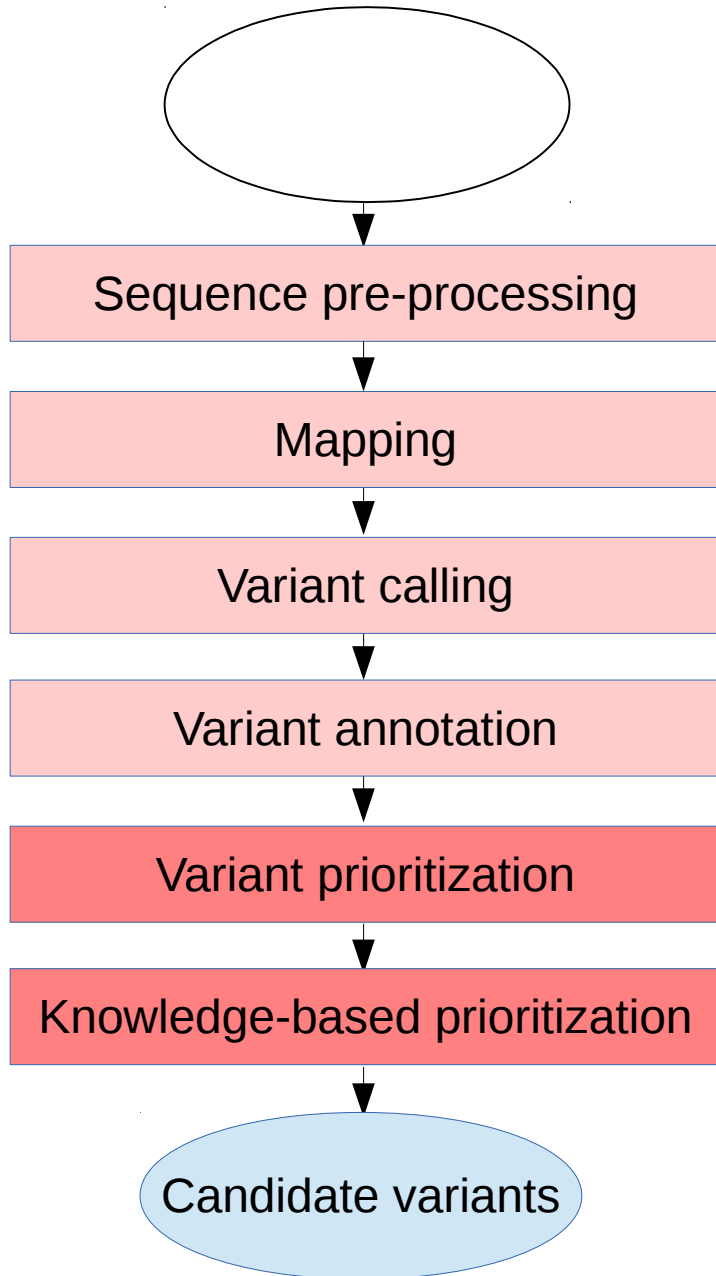 Sequence pre-processing
Mapping
Variant calling
Variant annotation
Variant prioritization
Knowledge-based prioritization
Candidate variants